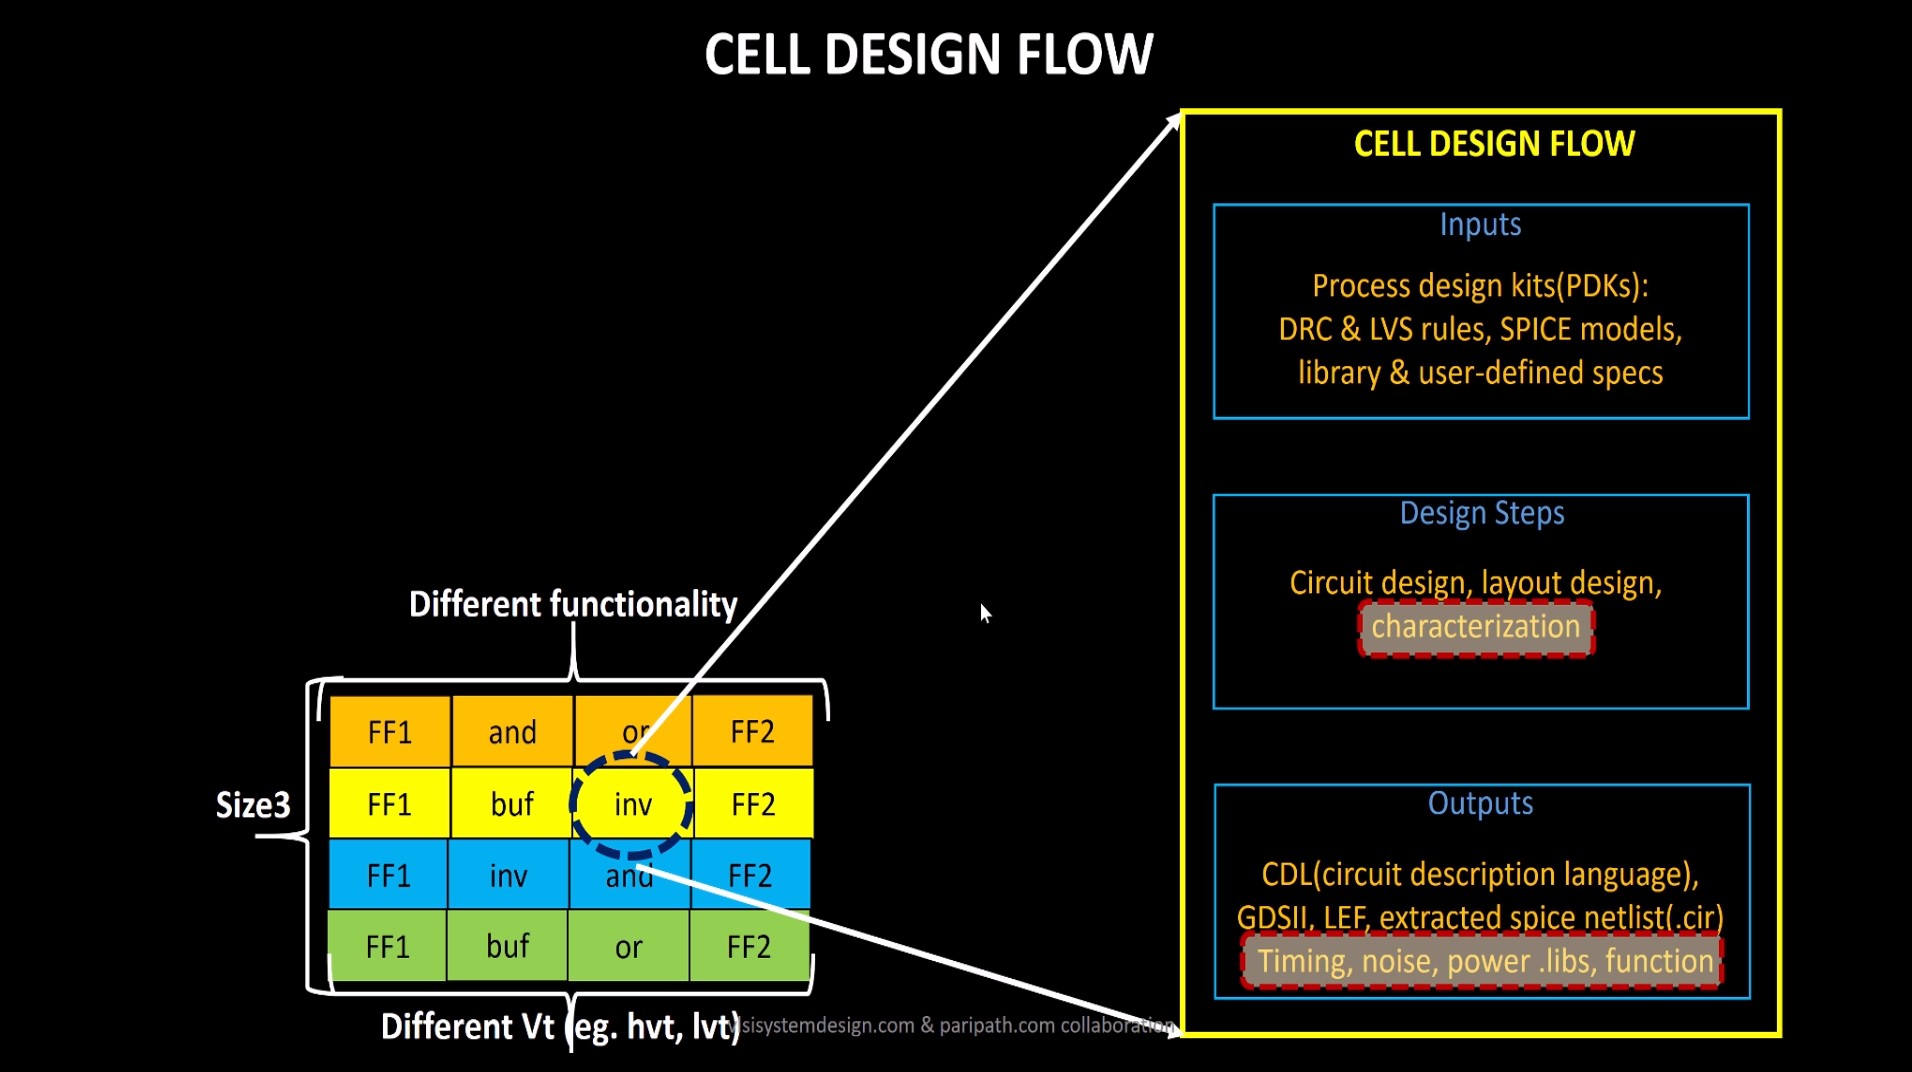 CELL DESIGN FLOW
CELL DESIGN FLOW
Inputs
Process design kits(PDKs):
DRC & LVS rules, SPICE models,
library & user-defined specs
Design Steps
Circuit design, layout design,
characterization
Outputs
CDL(circuit description language),
GDSII, LEF, extracted spice netlist(.cir)
Timing, noise, power .libs, function
Different functionality
Size3
FF1 and or FF2
FF1 buf inv FF2
FF1 inv and FF2
FF1 buf or FF2
Different Vt (eg. hvt, lvt)
vlsisystemdesign.com & paripath.com collaboration